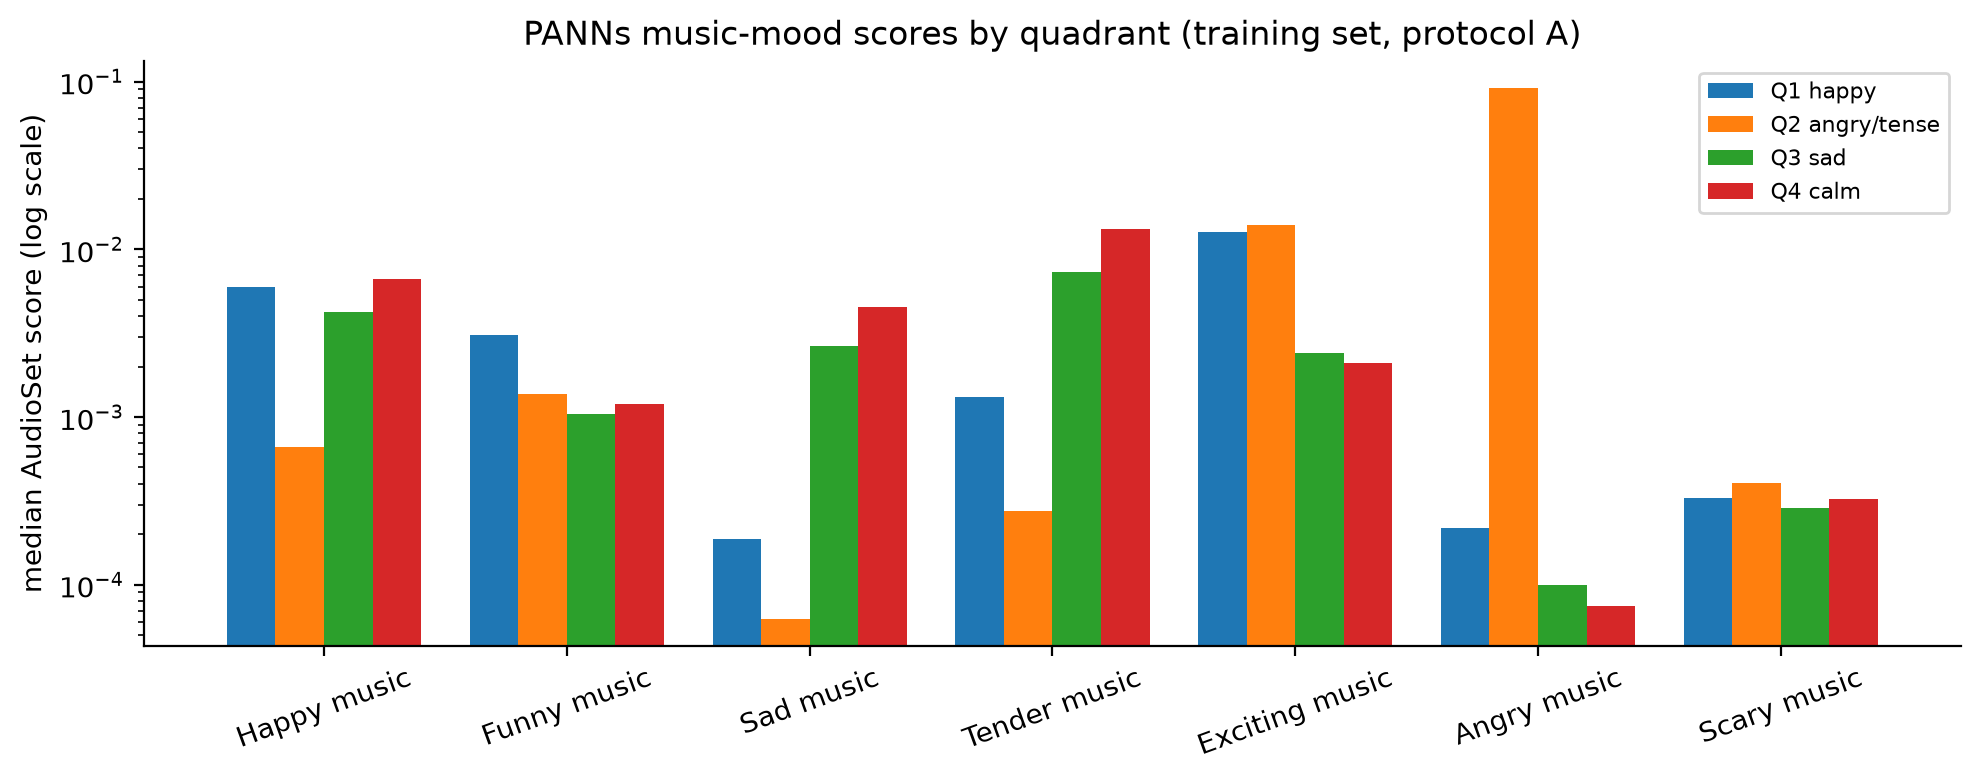 PANNs music-mood scores by quadrant (training set, protocol A)
median AudioSet score (log scale)
10⁻¹
10⁻²
10⁻³
10⁻⁴
Q1 happy
Q2 angry/tense
Q3 sad
Q4 calm
Happy music
Funny music
Sad music
Tender music
Exciting music
Angry music
Scary music